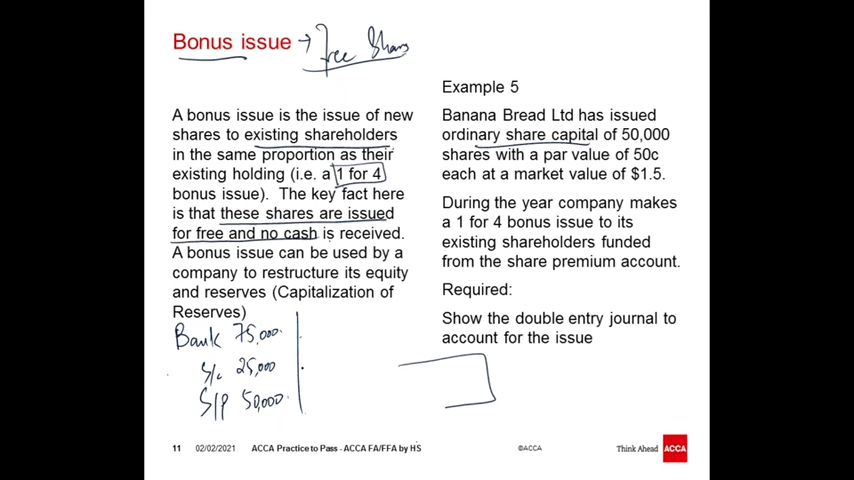 Bonus issue → Free Shares
A bonus issue is the issue of new
shares to existing shareholders
in the same proportion as their
existing holding (i.e. a 1 for 4
bonus issue). The key fact here
is that these shares are issued
for free and no cash is received.
A bonus issue can be used by a
company to restructure its equity
and reserves (Capitalization of
Reserves)
Bank 75,000.
S/c 25,000
S/P 50,000.
Example 5
Banana Bread Ltd has issued
ordinary share capital of 50,000
shares with a par value of 50c
each at a market value of $1.5.
During the year company makes
a 1 for 4 bonus issue to its
existing shareholders funded
from the share premium account.
Required:
Show the double entry journal to
account for the issue
11 02/02/2021 ACCA Practice to Pass - ACCA FA/FFA by HS ©ACCA Think Ahead ACCA